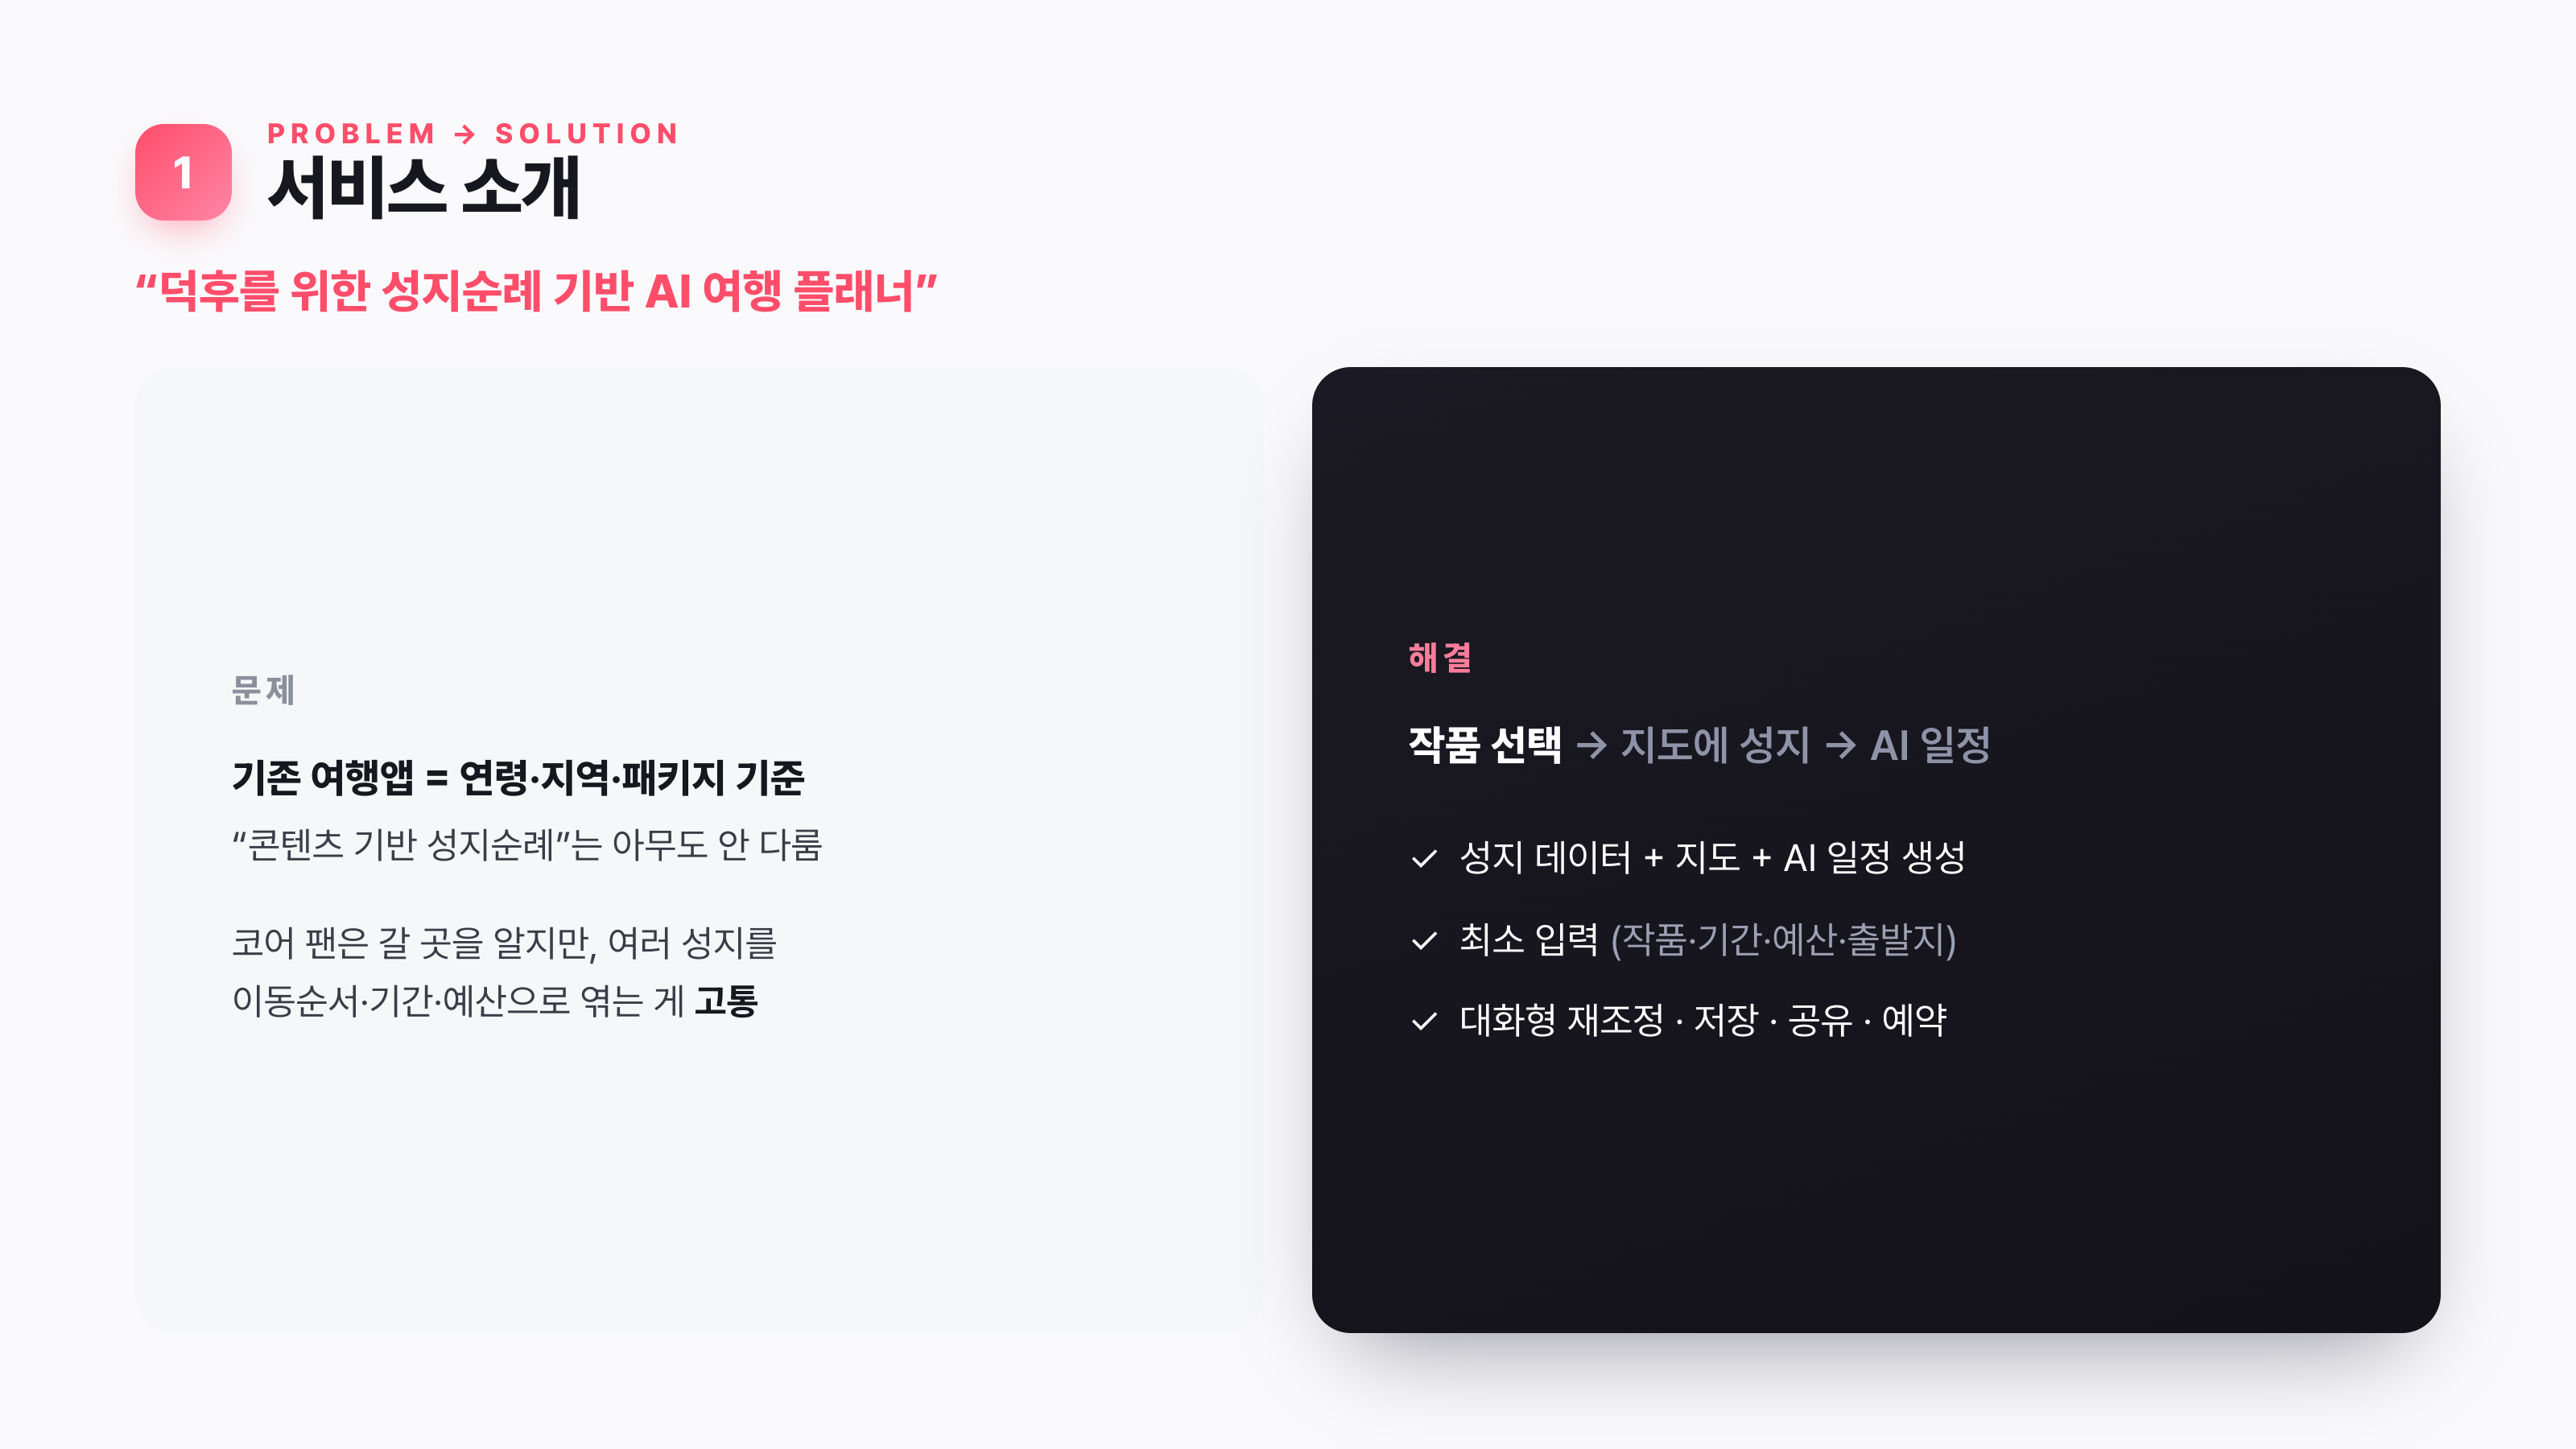 1
PROBLEM → SOLUTION
서비스 소개
“덕후를 위한 성지순례 기반 AI 여행 플래너”
문제
기존 여행앱 = 연령·지역·패키지 기준
“콘텐츠 기반 성지순례”는 아무도 안 다룸
코어 팬은 갈 곳을 알지만, 여러 성지를
이동순서·기간·예산으로 엮는 게 고통
해결
작품 선택 → 지도에 성지 → AI 일정
✓ 성지 데이터 + 지도 + AI 일정 생성
✓ 최소 입력 (작품·기간·예산·출발지)
✓ 대화형 재조정 · 저장 · 공유 · 예약